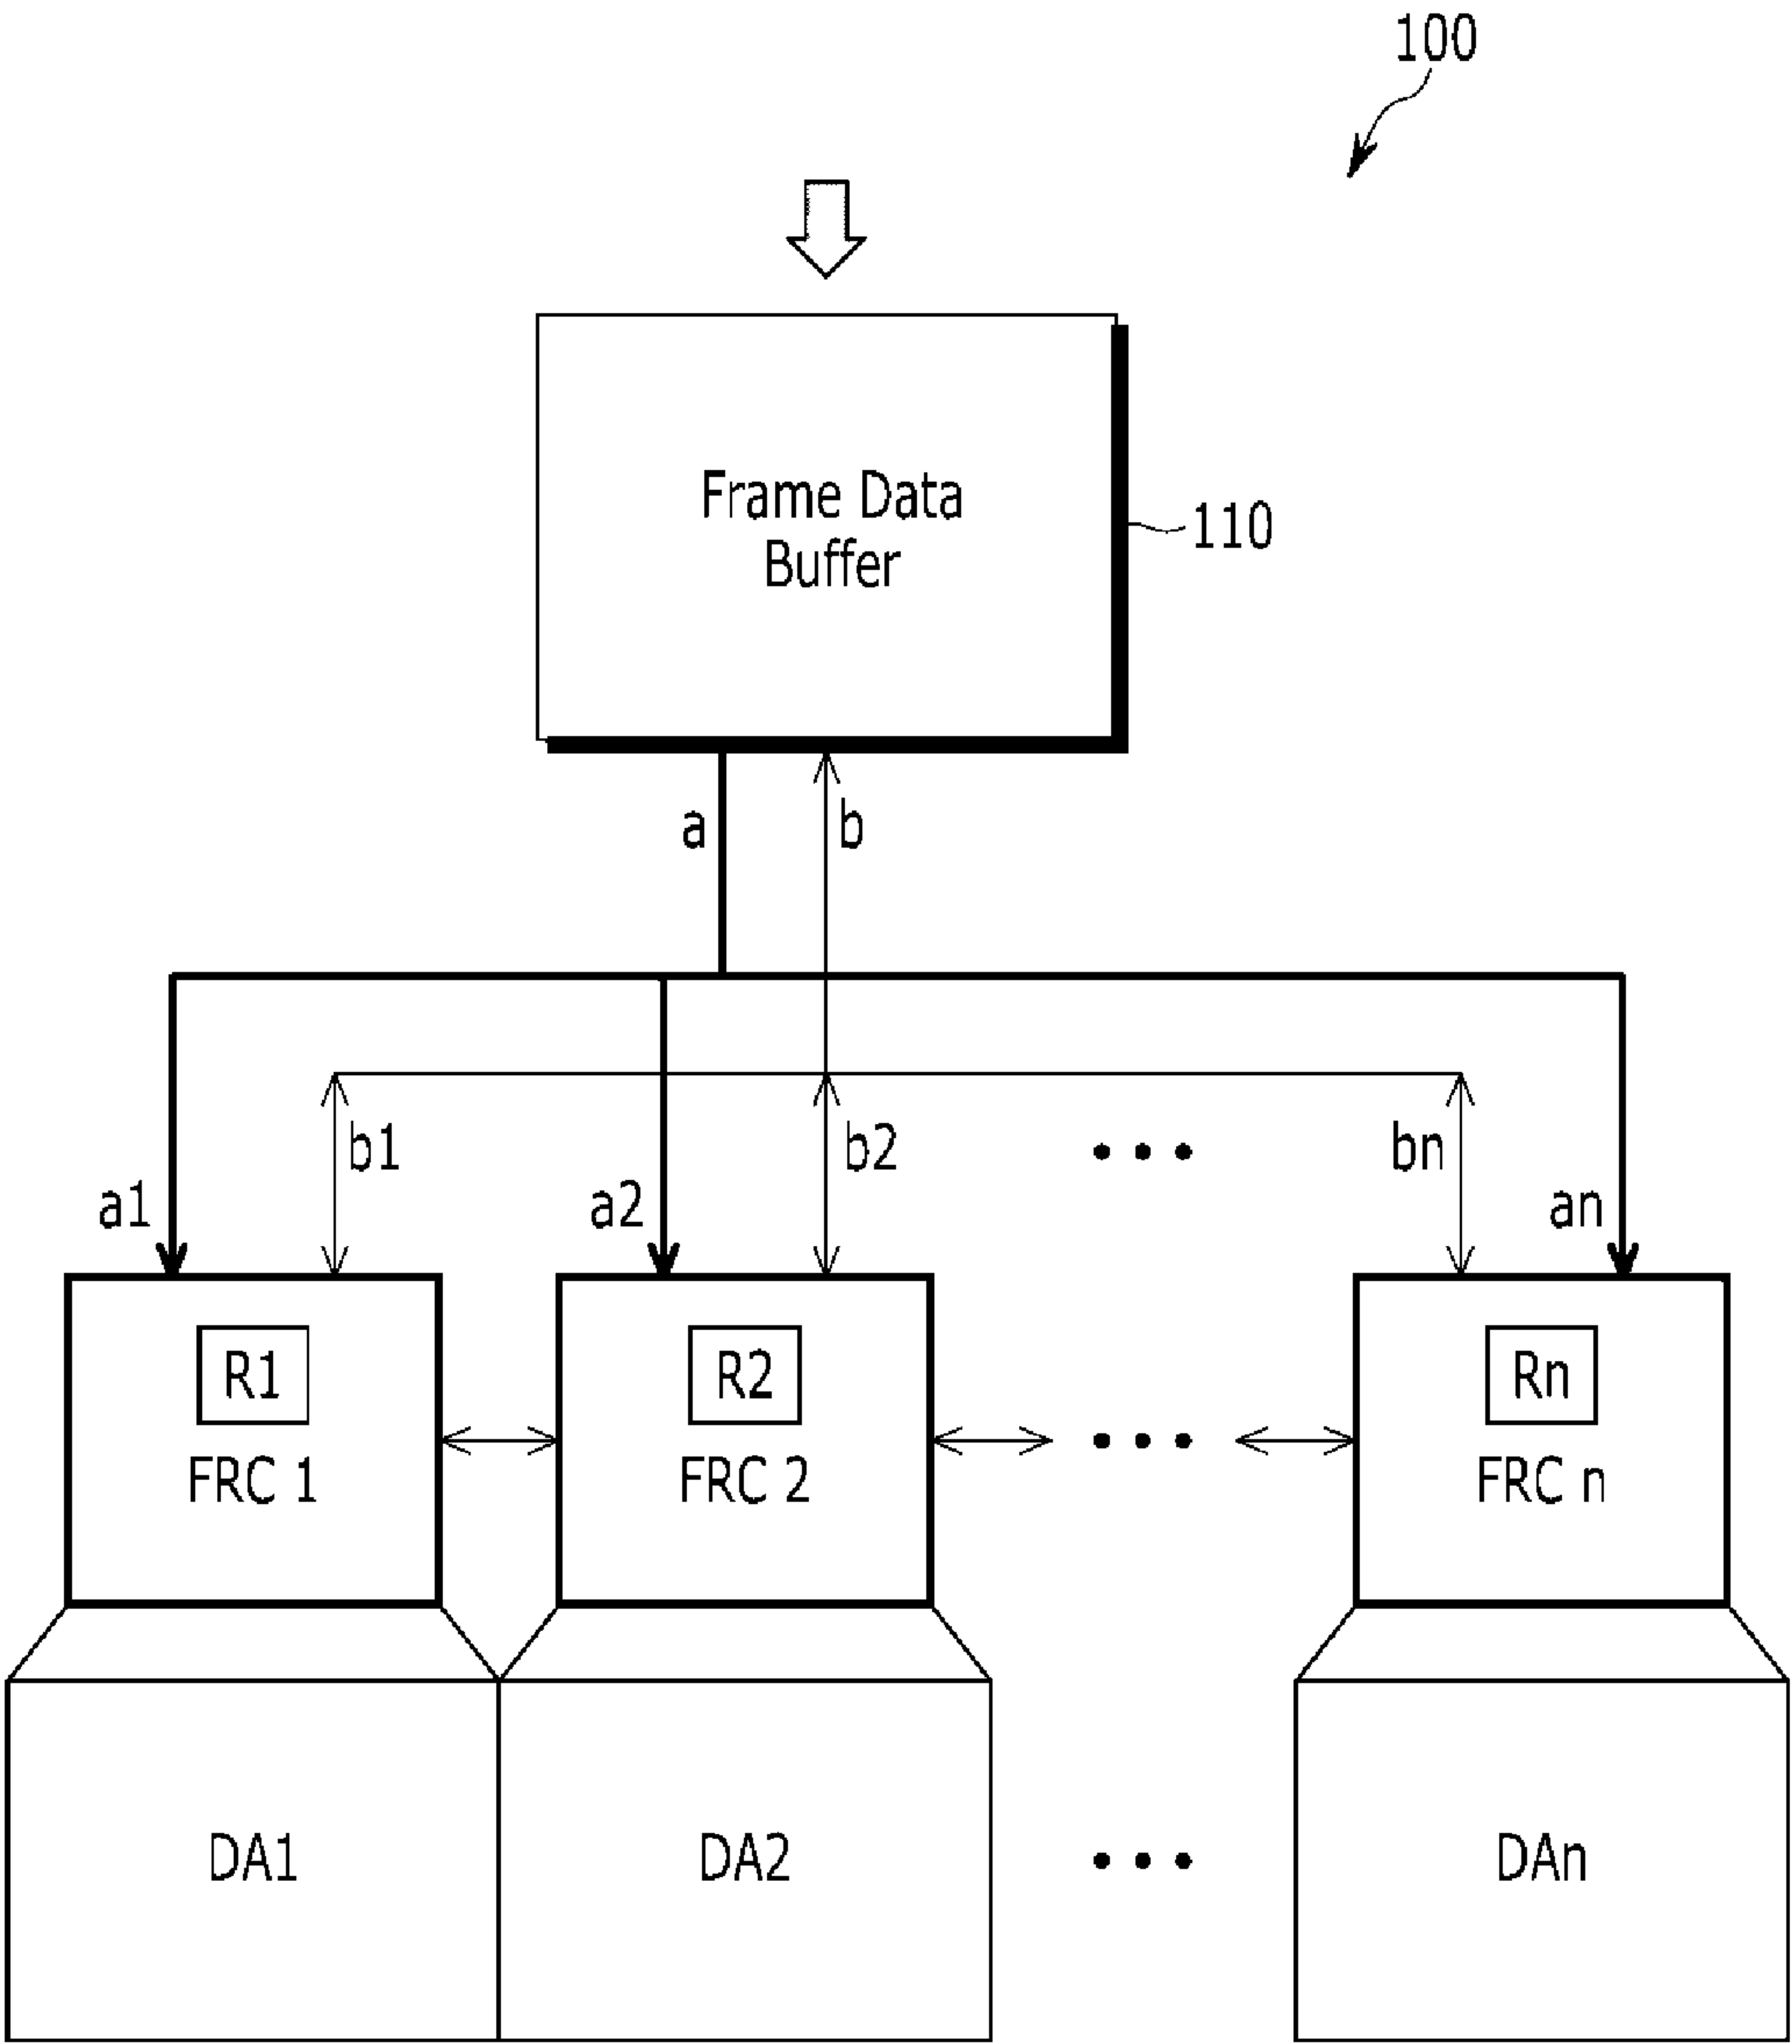 100
Frame Data
Buffer
110
a
b
b1
b2
bn
a1
a2
an
R1
R2
Rn
FRC 1
FRC 2
FRC n
DA1
DA2
DAn